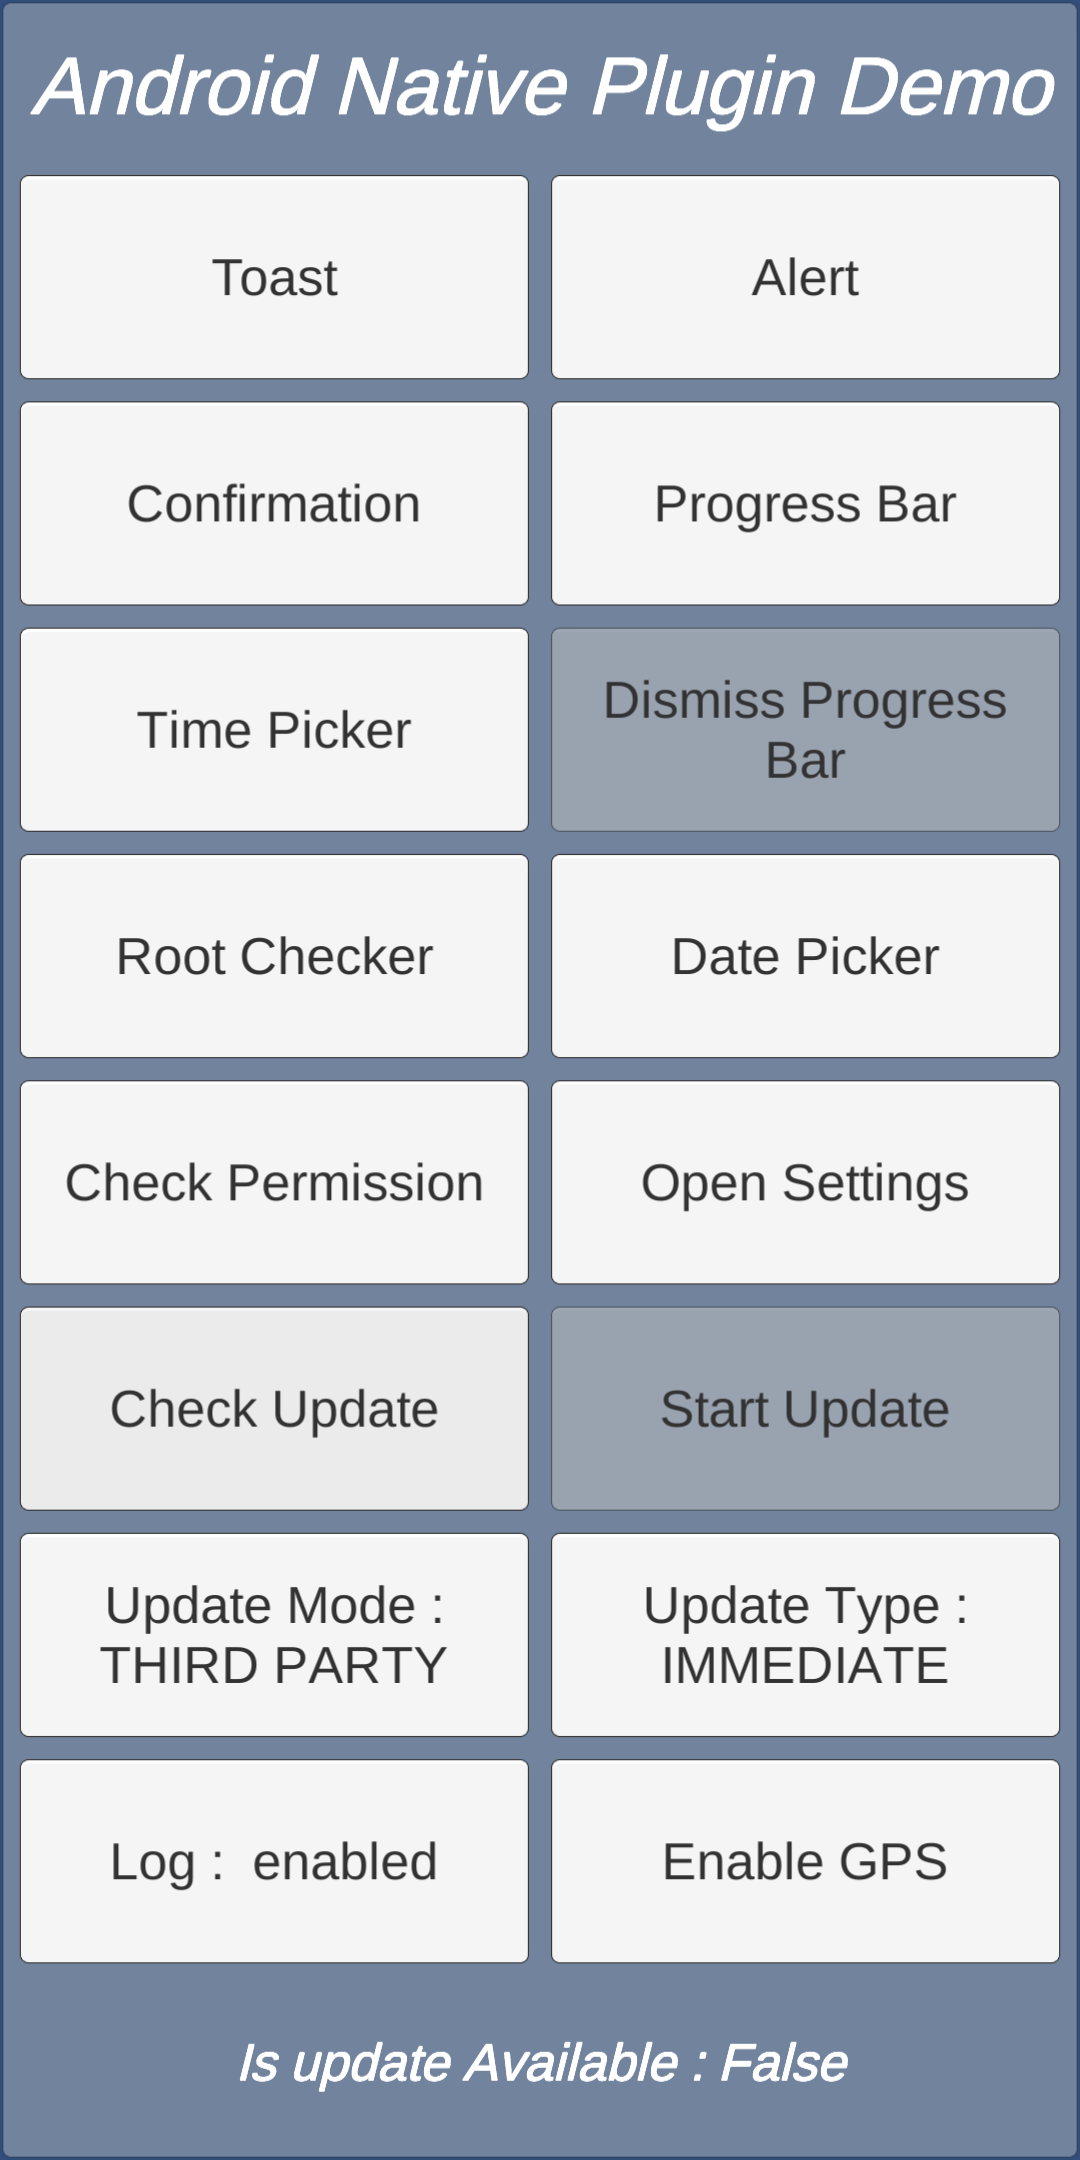 Android Native Plugin Demo
Toast
Alert
Confirmation
Progress Bar
Time Picker
Dismiss Progress
Bar
Root Checker
Date Picker
Check Permission
Open Settings
Check Update
Start Update
Update Mode :
THIRD PARTY
Update Type :
IMMEDIATE
Log :  enabled
Enable GPS
Is update Available : False